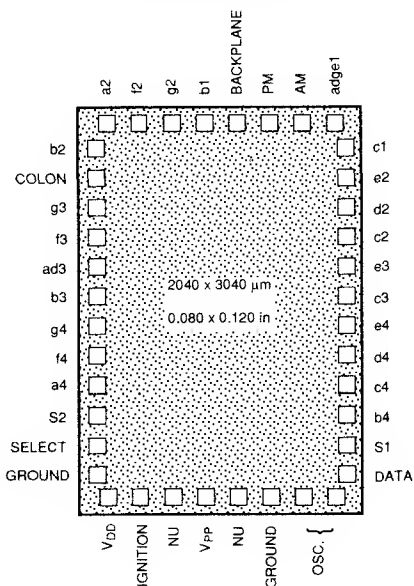 a2
f2
g2
b1
BACKPLANE
PM
AM
adge1
b2
COLON
g3
f3
ad3
b3
g4
f4
a4
S2
SELECT
GROUND
c1
e2
d2
c2
e3
c3
e4
d4
c4
b4
S1
DATA
2040 x 3040 µm
0.080 x 0.120 in
VDD
IGNITION
NU
VPP
NU
GROUND
OSC. {